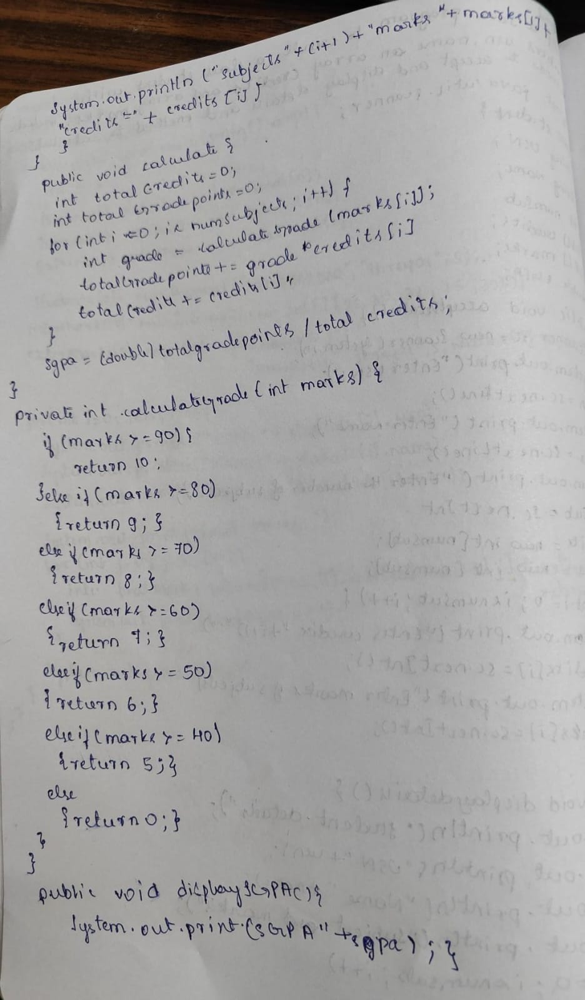 System.out.println ("subjects" + (i+1) + "marks" + marks[i] +
"credits =" + credits [i] }
}
}
public void calculate {
int total Credits = 0;
int total Grade points = 0;
for (int i = 0; i < numsubjects; i++) {
int grade = calculate Grade (marks [i]);
totalGrade points += grade * credits [i]
total Credits += credits [i];
}
sgpa = (double) totalgradepoints / total credits;
}
private int calculateGrade (int marks) {
if (marks >= 90) {
return 10;
}else if (marks >= 80)
{return 9; }
else if (marks >= 70)
{return 8; }
else if (marks >= 60)
{return 7; }
else if (marks >= 50)
{ return 6; }
else if (marks >= 40)
{return 5; }
else
{return 0; }
}
}
public void displaySGPA(){
System.out.print (SGPA" + sgpa) ; }